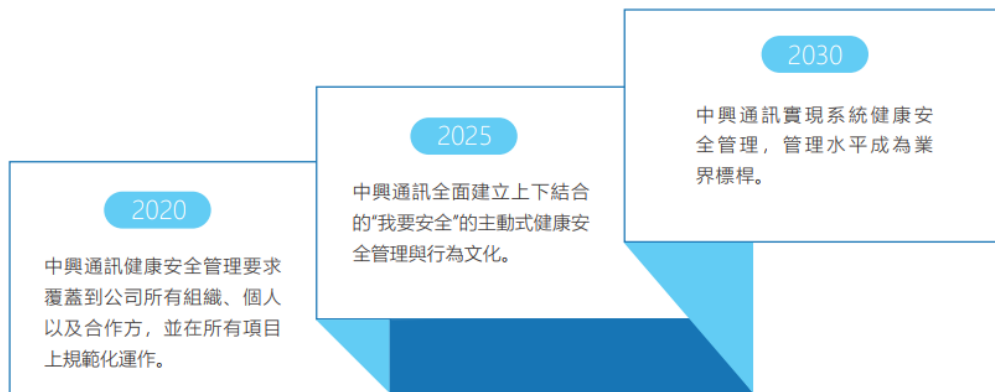 2020
中興通訊健康安全管理要求
覆蓋到公司所有組織、個人
以及合作方，並在所有項目
上規範化運作。
2025
中興通訊全面建立上下結合
的“我要安全”的主動式健康安
全管理與行為文化。
2030
中興通訊實現系統健康安
全管理，管理水平成為業
界標桿。